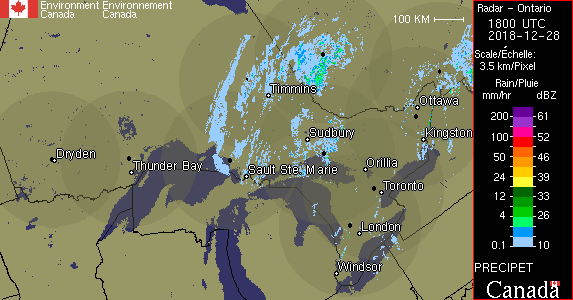 Environment Environnement
Canada Canada
100 KM
Timmins
Ottawa
Sudbury
Kingston
Dryden
Thunder Bay
Sault Ste. Marie
Orillia
Toronto
London
Windsor
Radar - Ontario
1800 UTC
2018-12-28
Scale/Échelle:
3.5 km/Pixel
Rain/Pluie
mm/hr dBZ
200 61
100 56
100 52
50 46
24 39
12 33
4 26
1 20
0.1 10
PRECIPET
Canada